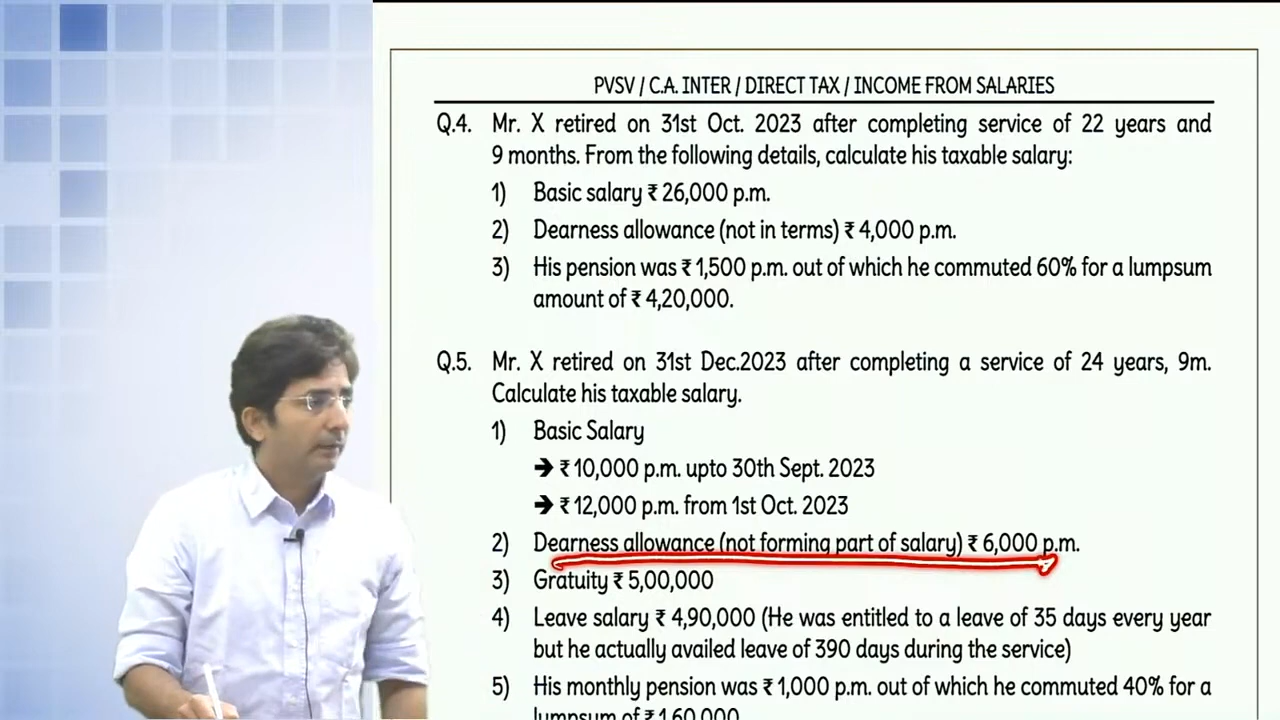 PVSV / C.A. INTER / DIRECT TAX / INCOME FROM SALARIES
Q.4. Mr. X retired on 31st Oct. 2023 after completing service of 22 years and
9 months. From the following details, calculate his taxable salary:
1) Basic salary ₹ 26,000 p.m.
2) Dearness allowance (not in terms) ₹ 4,000 p.m.
3) His pension was ₹ 1,500 p.m. out of which he commuted 60% for a lumpsum
amount of ₹ 4,20,000.
Q.5. Mr. X retired on 31st Dec.2023 after completing a service of 24 years, 9m.
Calculate his taxable salary.
1) Basic Salary
➔ ₹ 10,000 p.m. upto 30th Sept. 2023
➔ ₹ 12,000 p.m. from 1st Oct. 2023
2) Dearness allowance (not forming part of salary) ₹ 6,000 p.m.
3) Gratuity ₹ 5,00,000
4) Leave salary ₹ 4,90,000 (He was entitled to a leave of 35 days every year
but he actually availed leave of 390 days during the service)
5) His monthly pension was ₹ 1,000 p.m. out of which he commuted 40% for a
lumpsum of ₹ 1,60,000